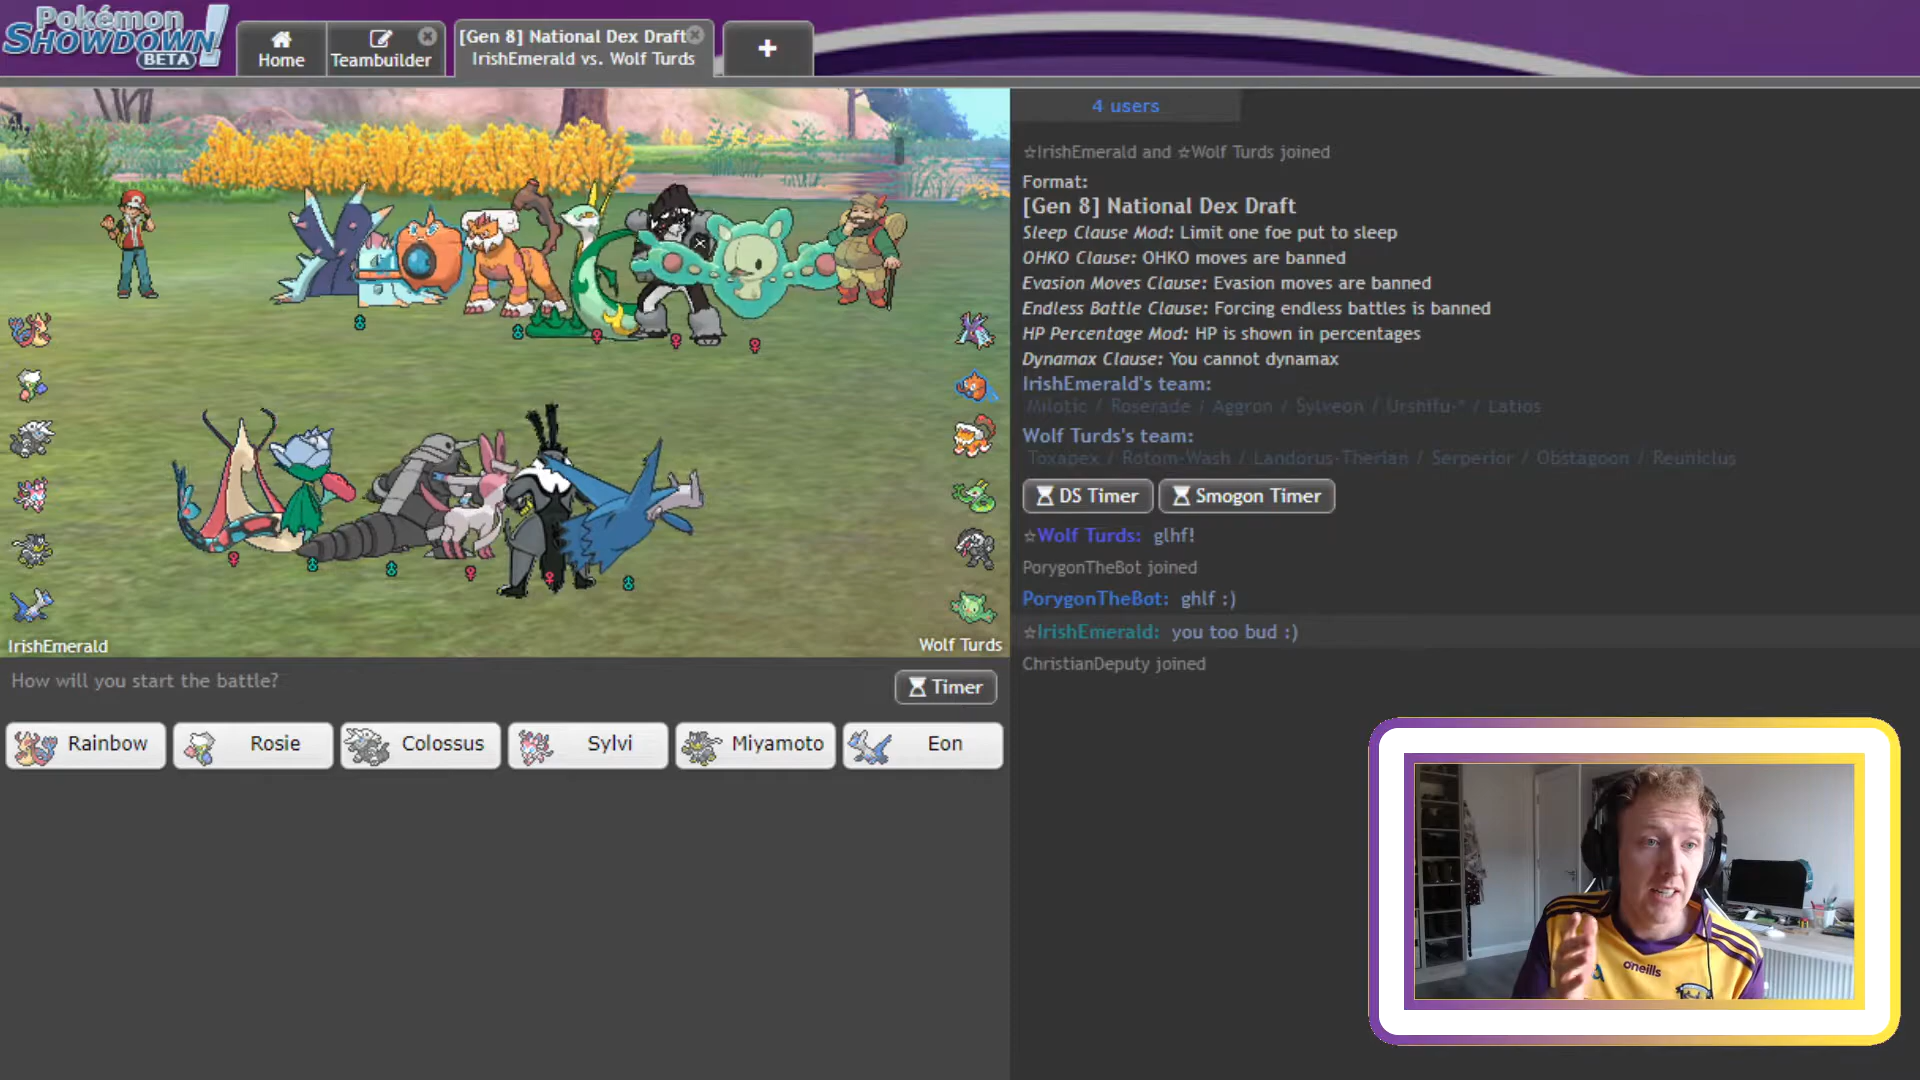 Pokémon
SHOWDOWN!
BETA
Home
Teambuilder
[Gen 8] National Dex Draft
IrishEmerald vs. Wolf Turds
4 users
☆IrishEmerald and ☆Wolf Turds joined
Format:
[Gen 8] National Dex Draft
Sleep Clause Mod: Limit one foe put to sleep
OHKO Clause: OHKO moves are banned
Evasion Moves Clause: Evasion moves are banned
Endless Battle Clause: Forcing endless battles is banned
HP Percentage Mod: HP is shown in percentages
Dynamax Clause: You cannot dynamax
IrishEmerald's team:
Milotic / Roserade / Aggron / Sylveon / Urshifu-* / Latios
Wolf Turds's team:
Toxapex / Rotom-Wash / Landorus-Therian / Serperior / Obstagoon / Reuniclus
DS Timer
Smogon Timer
☆Wolf Turds: glhf!
PorygonTheBot joined
PorygonTheBot: ghlf :)
☆IrishEmerald: you too bud :)
ChristianDeputy joined
IrishEmerald
Wolf Turds
How will you start the battle?
Timer
Rainbow
Rosie
Colossus
Sylvi
Miyamoto
Eon
oneills